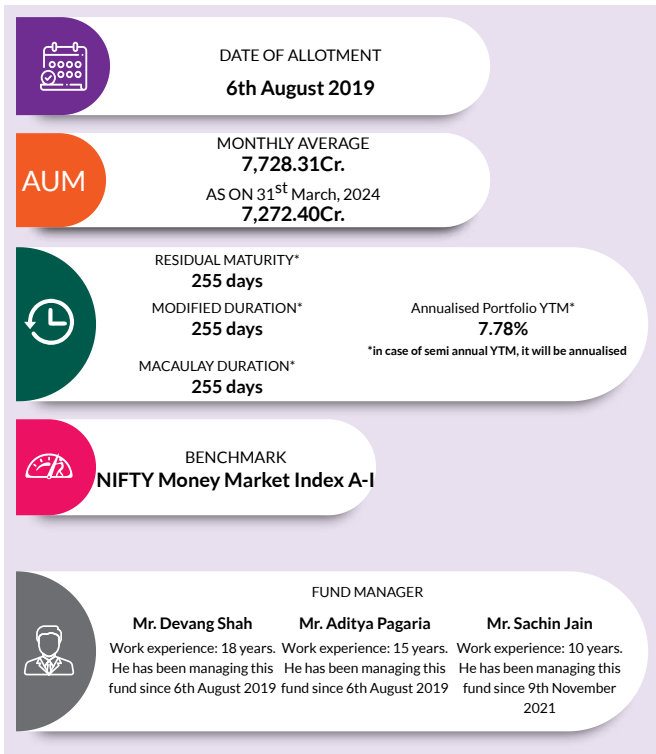 DATE OF ALLOTMENT
6th August 2019
AUM
MONTHLY AVERAGE
7,728.31Cr.
AS ON 31st March, 2024
7,272.40Cr.
RESIDUAL MATURITY*
255 days
MODIFIED DURATION*
255 days
MACAULAY DURATION*
255 days
Annualised Portfolio YTM*
7.78%
*in case of semi annual YTM, it will be annualised
BENCHMARK
NIFTY Money Market Index A-I
FUND MANAGER
Mr. Devang Shah
Work experience: 18 years.
He has been managing this
fund since 6th August 2019
Mr. Aditya Pagaria
Work experience: 15 years.
He has been managing this
fund since 6th August 2019
Mr. Sachin Jain
Work experience: 10 years.
He has been managing this
fund since 9th November
2021